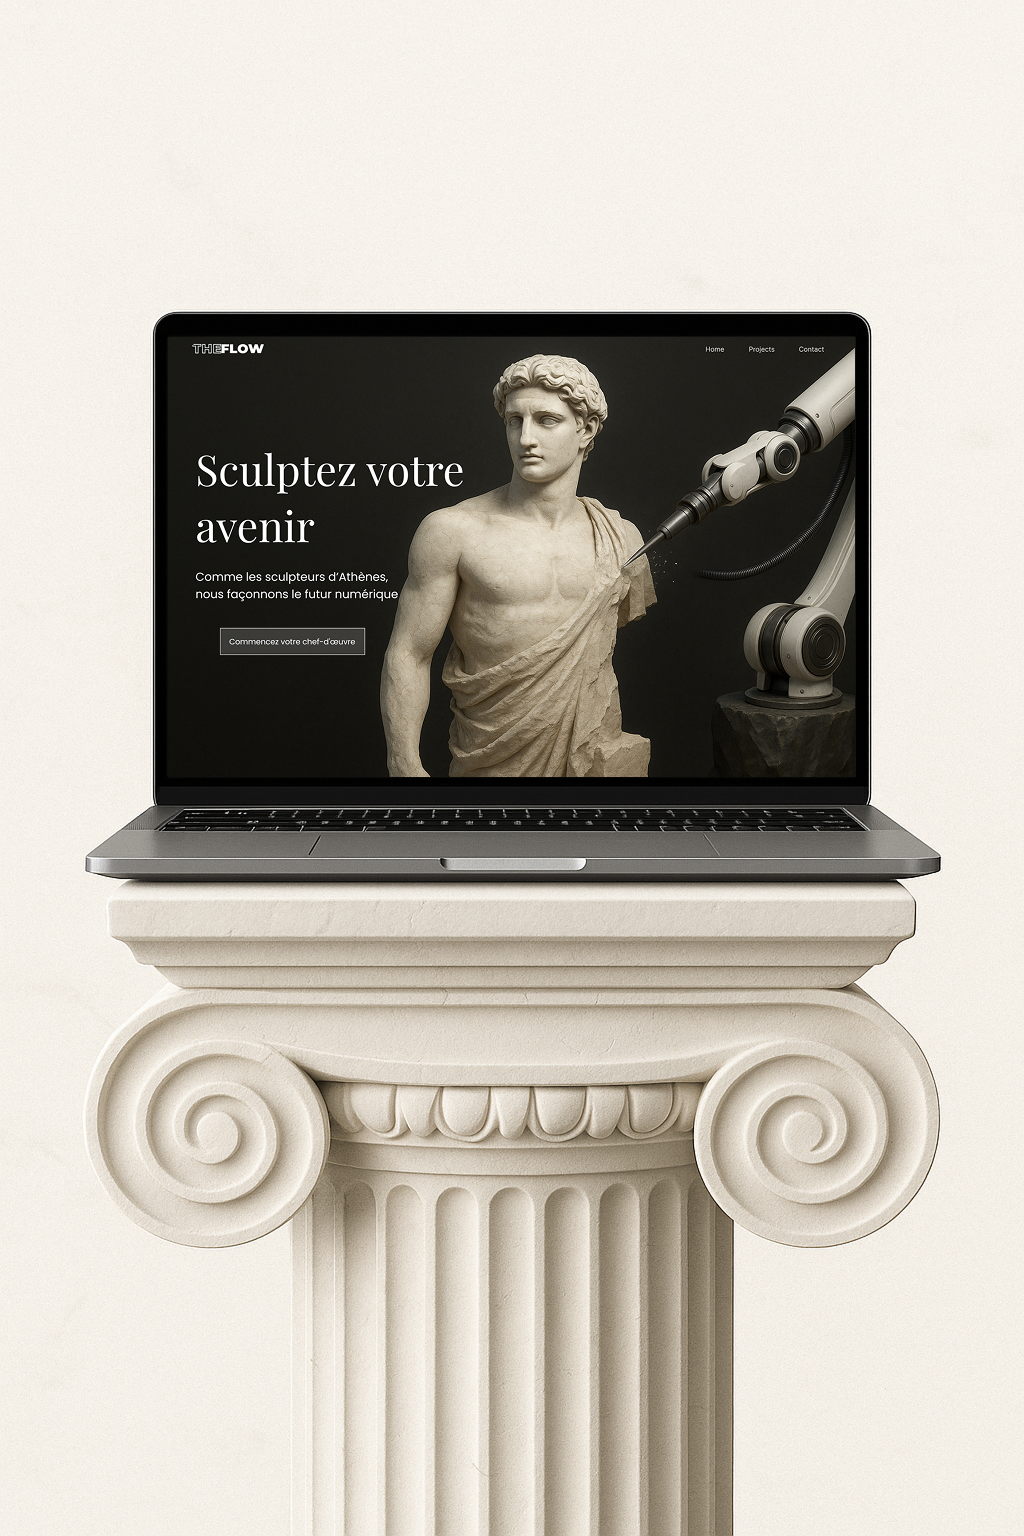 THEFLOW
Home Projects Contact
Sculptez votre
avenir
Comme les sculpteurs d'Athènes,
nous façonnons le futur numérique
Commencez votre chef-d'œuvre